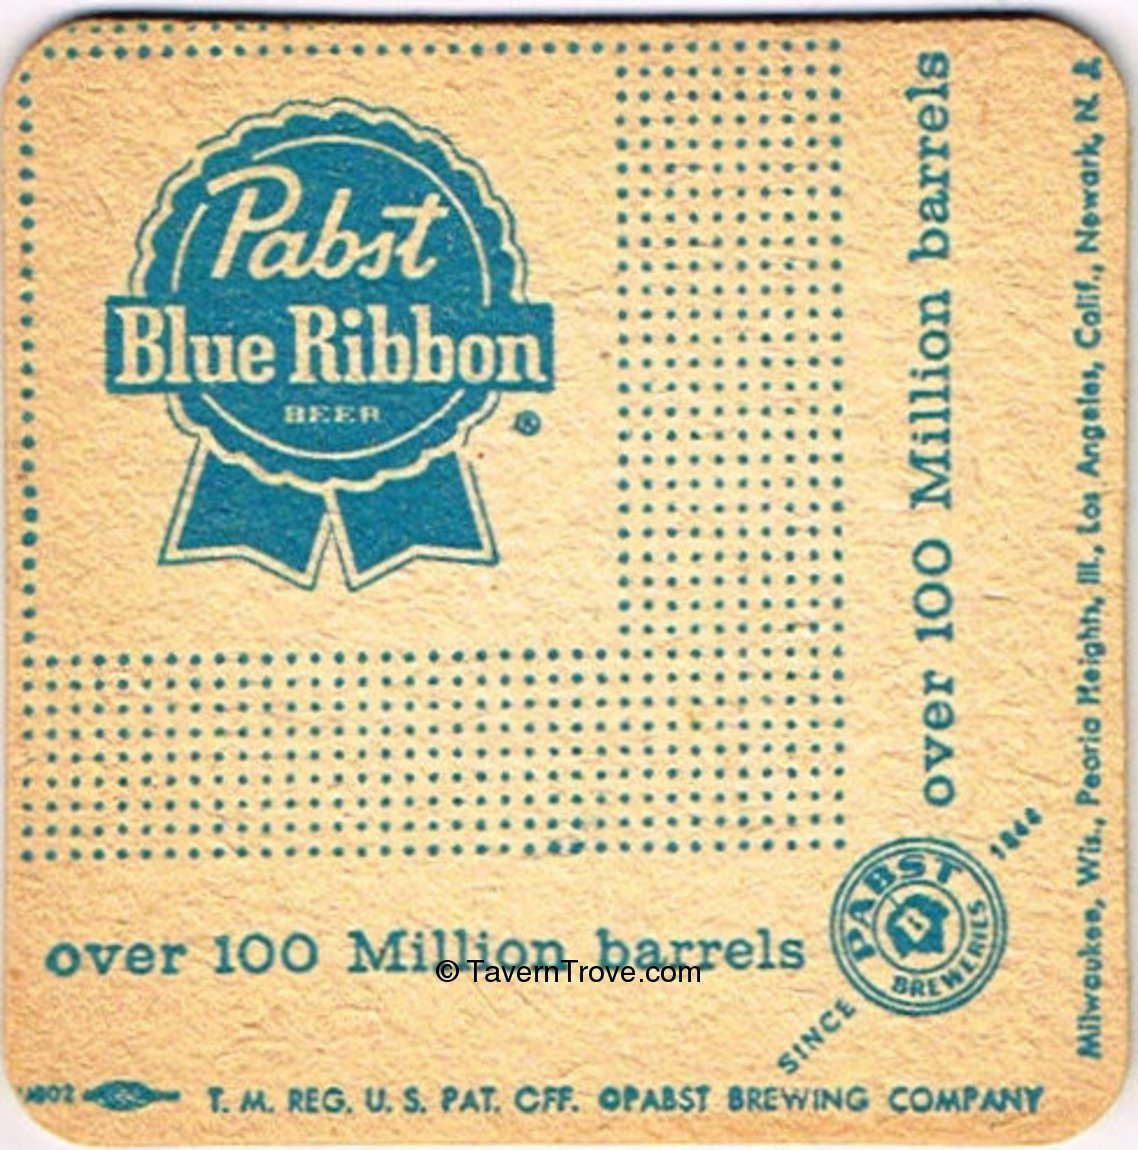 Pabst
Blue Ribbon
BEER
®
over 100 Million barrels
over 100 Million barrels
SINCE 1844
PABST
B
BREWERIES
Milwaukee, Wis., Peoria Heights, Ill., Los Angeles, Calif., Newark, N. J.
© TavernTrove.com
T. M. REG. U. S. PAT. OFF. ©PABST BREWING COMPANY